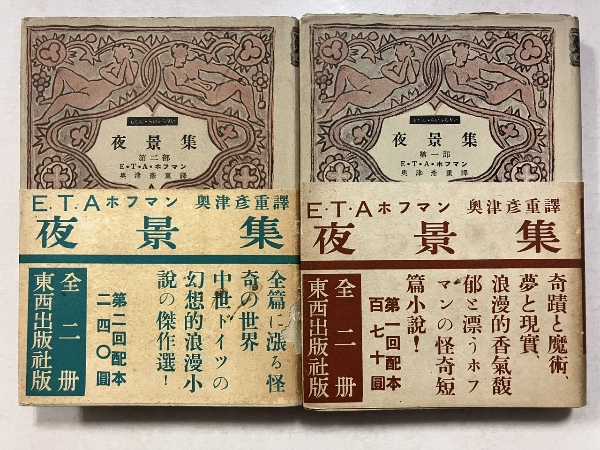 夜景集
第二部
E・T・A・ホフマン
奥津彦重譯
E.T.Aホフマン 奥津彦重譯
夜景集
全篇に漲る怪
奇の世界
中世ドイツの
幻想的浪漫小
說の傑作選!
第二回配本
二四〇圓
全二册
東西出版社版
夜景集
第一部
E・T・A・ホフマン
奥津彦重譯
E・T・Aホフマン 奥津彦重譯
夜景集
奇蹟と魔術、
夢と現實、
浪漫的香氣馥
郁と漂うホフ
マンの怪奇短
篇小說!
第一回配本
百七十圓
全二册
東西出版社版